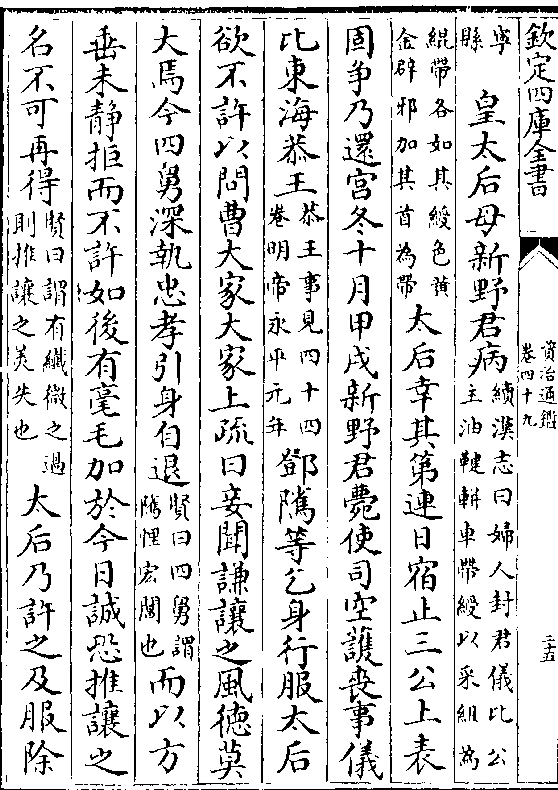 欽定四庫全書
資治通鑑
卷四十九
三五
寧
縣
皇太后母新野君病
續漢志曰婦人封君儀比公
主油鞬軿車帶綬以采組為
緄帶各如其綬色黃
金辟邪加其首為帶
太后幸其第連日宿止三公上表
固爭乃還宮冬十月甲戌新野君薨使司空護喪事儀
比東海恭王
恭王事見四十四
卷明帝永平元年
鄧隲等乞身行服太后
欲不許以問曹大家大家上疏曰妾聞謙讓之風徳莫
大焉今四舅深執忠孝引身自退
賢曰四舅謂
隲悝宏閶也
而以方
垂未靜拒而不許如後有毫毛加於今日誠恐推讓之
名不可再得
賢曰謂有纖微之過
則推讓之美失也
太后乃許之及服除